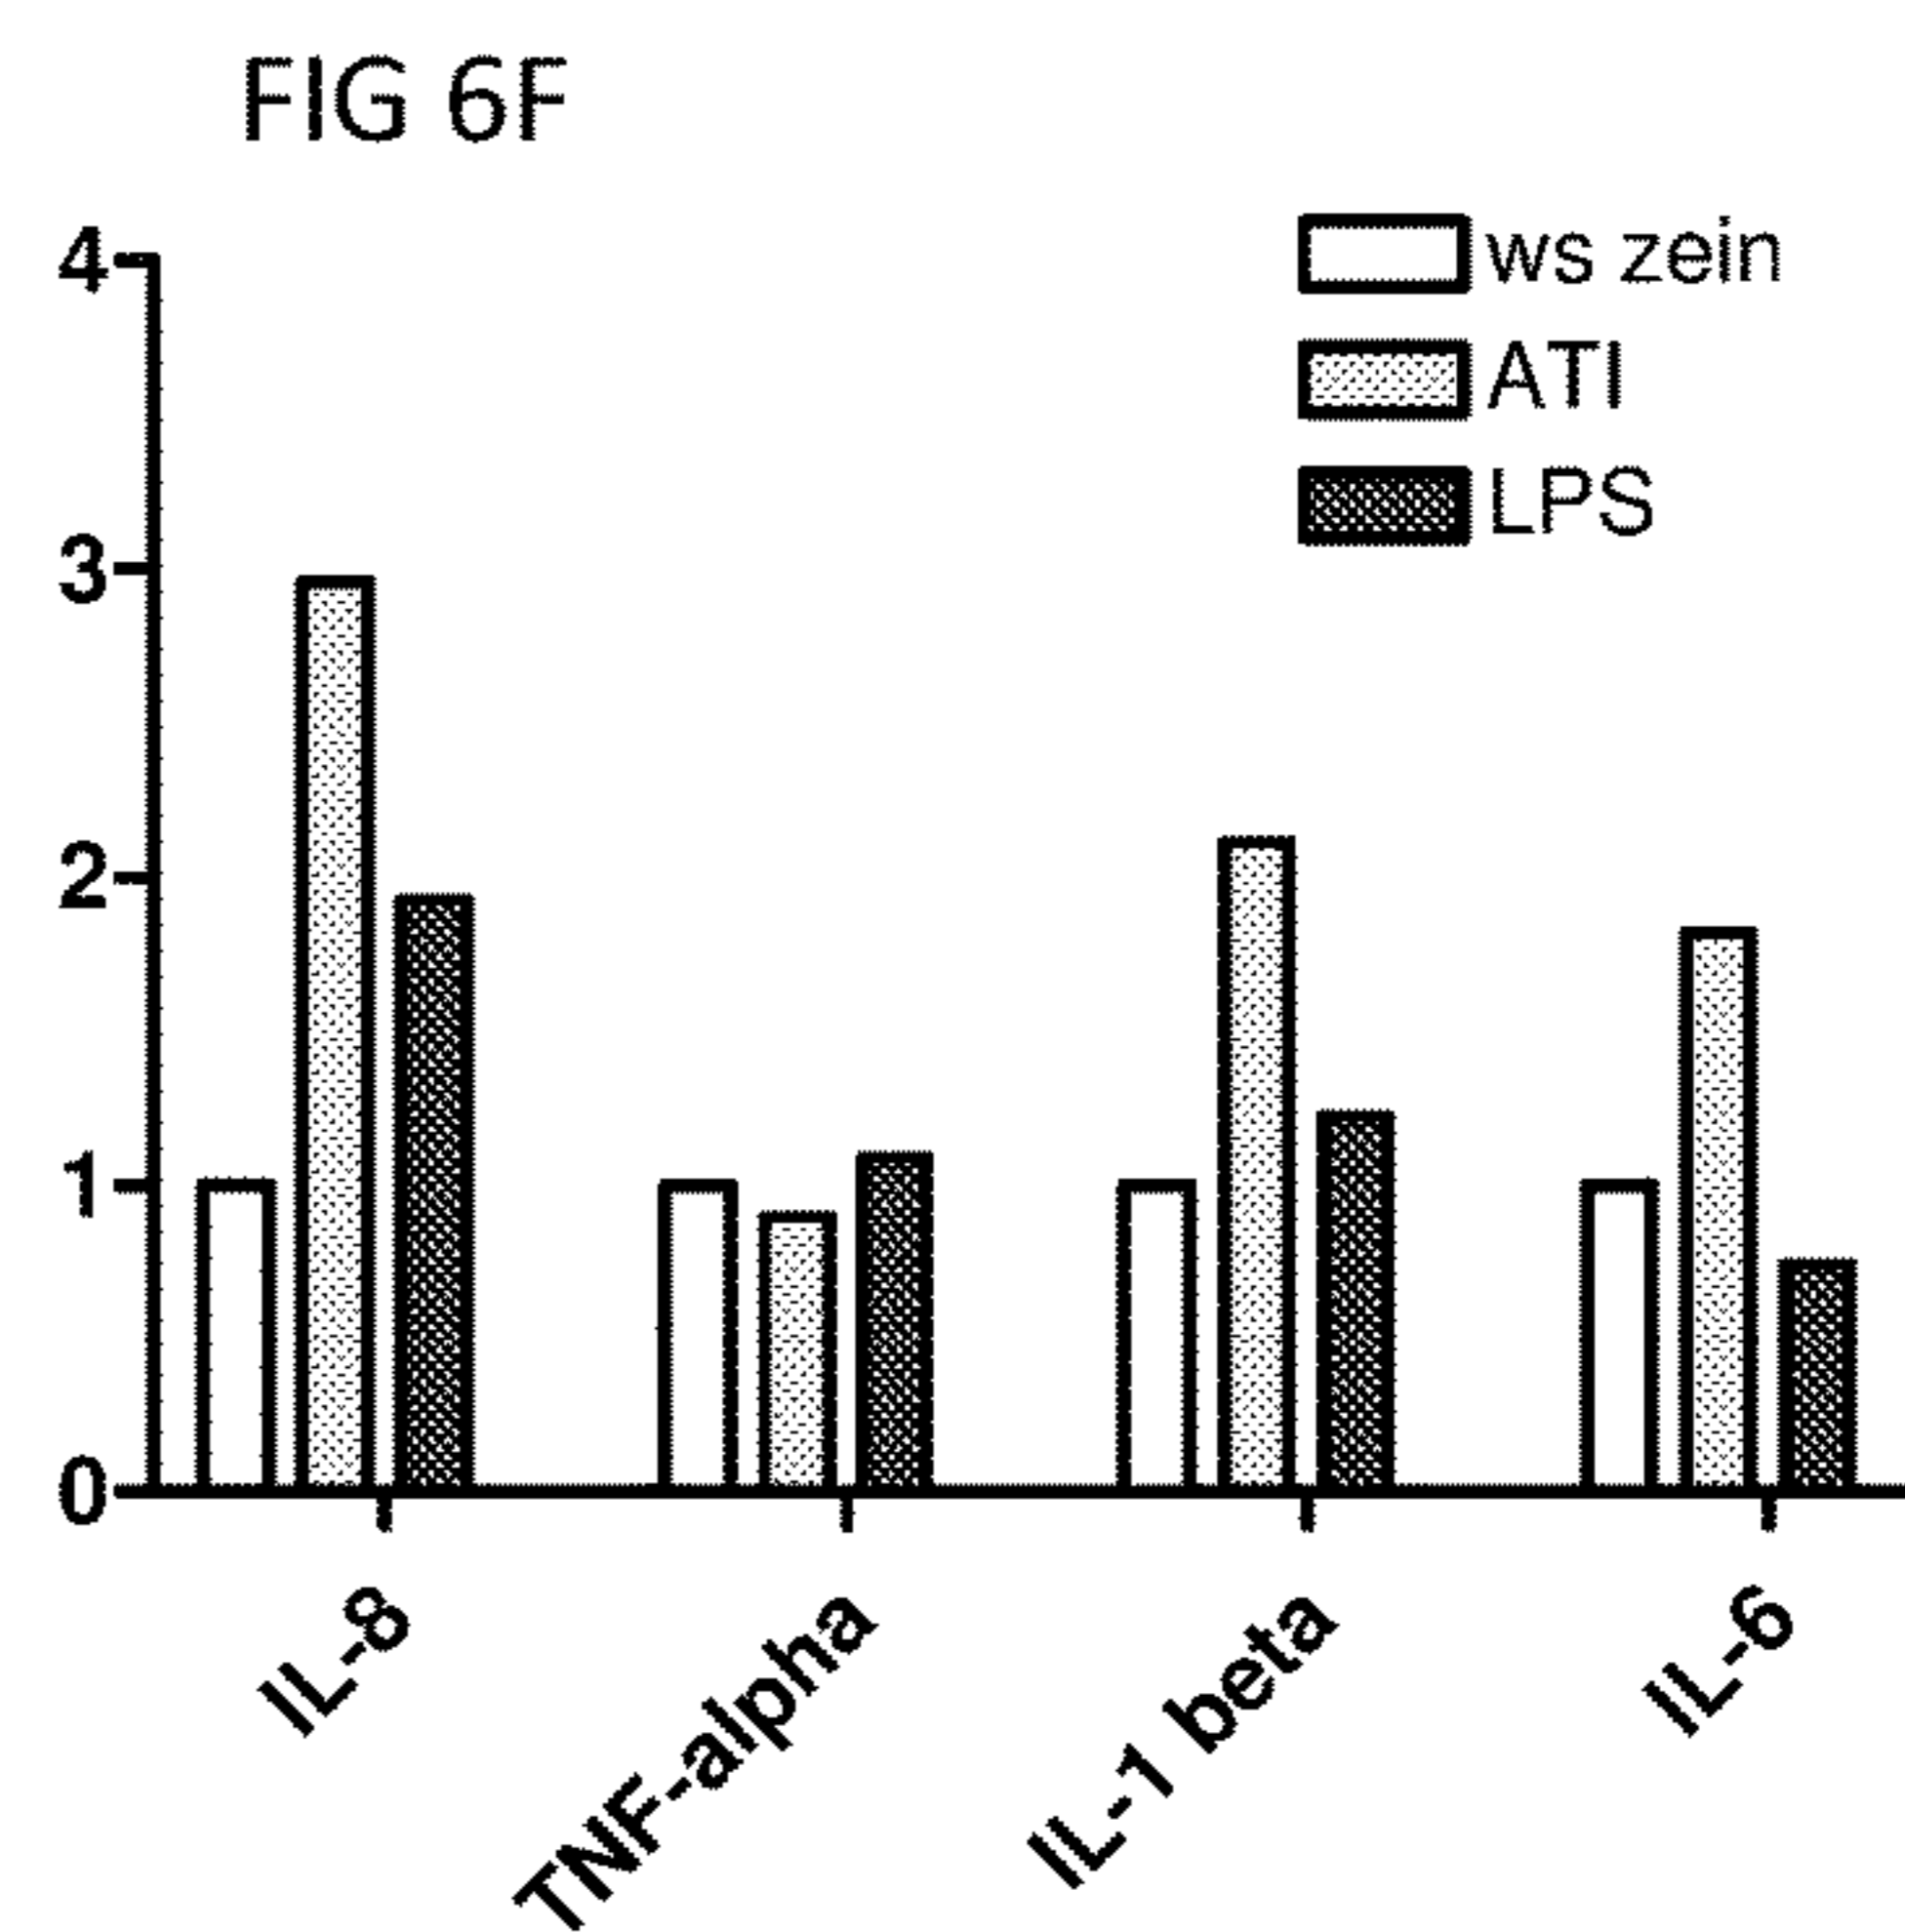 FIG 6F
ws zein
ATI
LPS
4
3
2
1
0
IL-8
TNF-alpha
IL-1 beta
IL-6